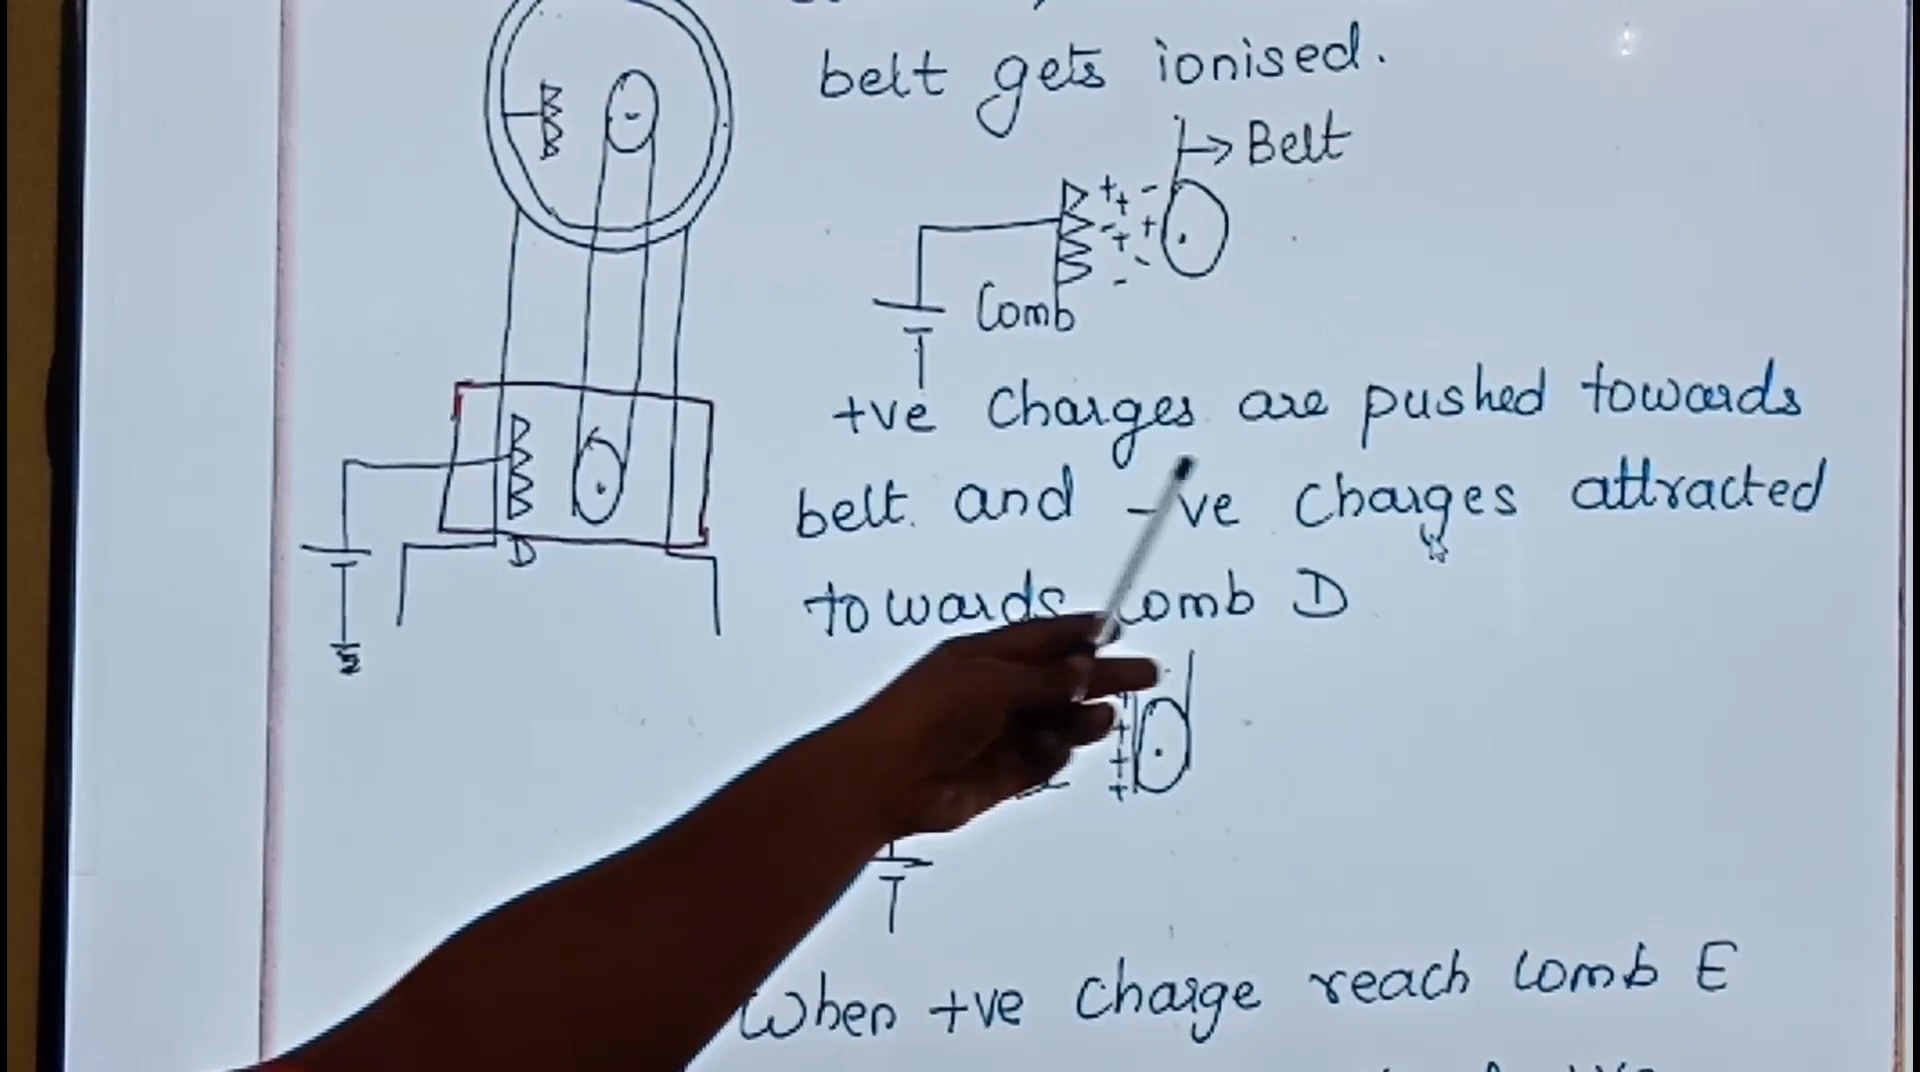 belt gets ionised.
Belt
Comb
+ve charges are pushed towards
belt. and -ve charges attracted
D
towards comb D
When +ve charge reach comb E